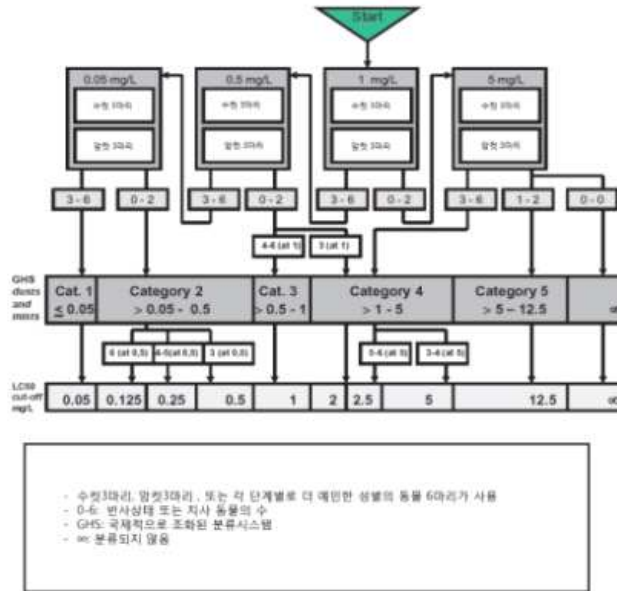 Start
0.05 mg/L
0.5 mg/L
1 mg/L
5 mg/L
수컷 3마리
수컷 3마리
수컷 3마리
수컷 3마리
암컷 3마리
암컷 3마리
암컷 3마리
암컷 3마리
3 - 6
0 - 2
3 - 6
0 - 2
3 - 6
0 - 2
3 - 6
1 - 2
0 - 0
4-6 (at 1)
3 (at 1)
GHS
dusts
and
mists
Cat. 1
≤ 0.05
Category 2
> 0.05 - 0.5
Cat. 3
> 0.5 - 1
Category 4
> 1 - 5
Category 5
> 5 – 12.5
∞
6 (at 0,5)
4-5(at 0,5)
3 (at 0,5)
5-6 (at 5)
3-4 (at 5)
LC50
cut-off
mg/L
0.05
0.125
0.25
0.5
1
2
2.5
5
12.5
∞
- 수컷3마리, 암컷3마리 , 또는 각 단계별로 더 예민한 성별의 동물 6마리가 사용
- 0-6: 빈사상태 또는 치사 동물의 수
- GHS: 국제적으로 조화된 분류시스템
- ∞: 분류되지 않음